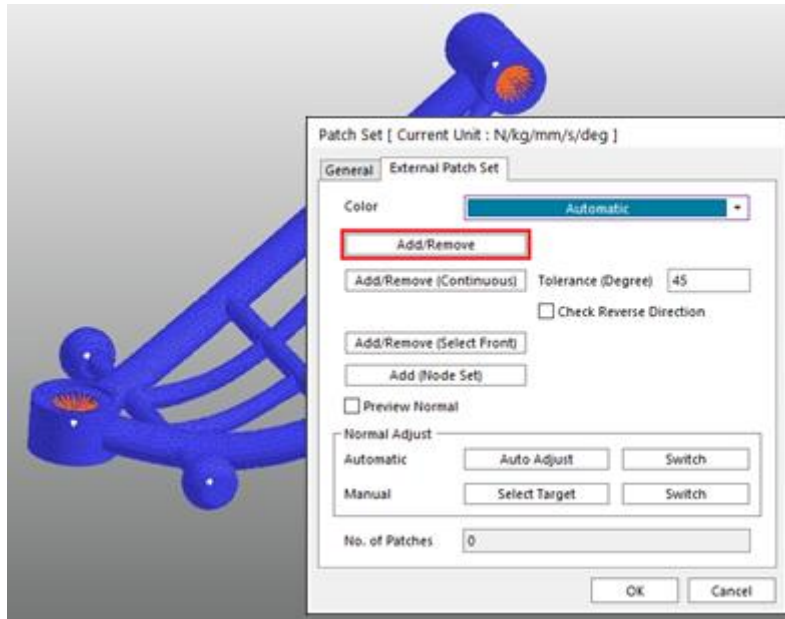 Patch Set [ Current Unit : N/kg/mm/s/deg ]
General External Patch Set
Color Automatic
Add/Remove
Add/Remove (Continuous) Tolerance (Degree) 45
Check Reverse Direction
Add/Remove (Select Front)
Add (Node Set)
Preview Normal
Normal Adjust
Automatic Auto Adjust Switch
Manual Select Target Switch
No. of Patches 0
OK Cancel